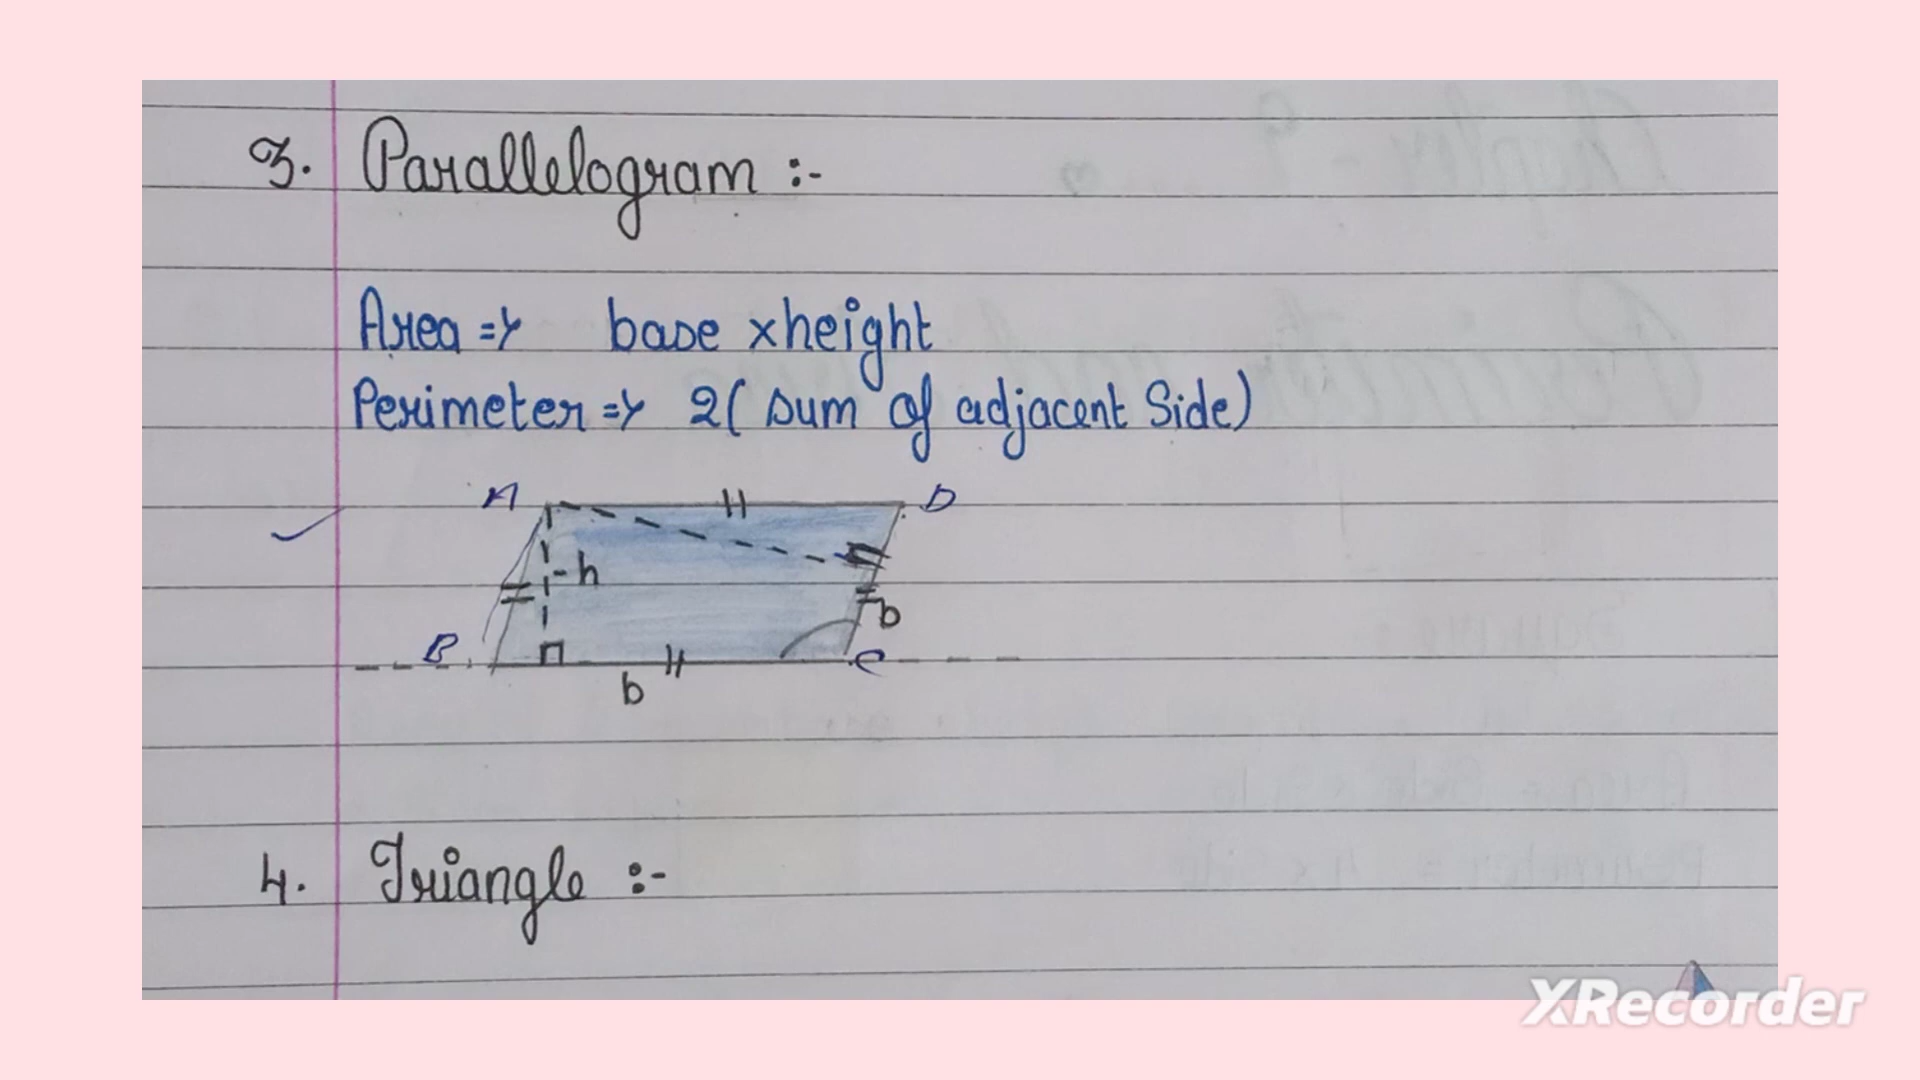 3. Parallelogram :-
Area => base x height
Perimeter => 2( Sum of adjacent Side)
A D
h
b
B C
b
4. Triangle :-
XRecorder